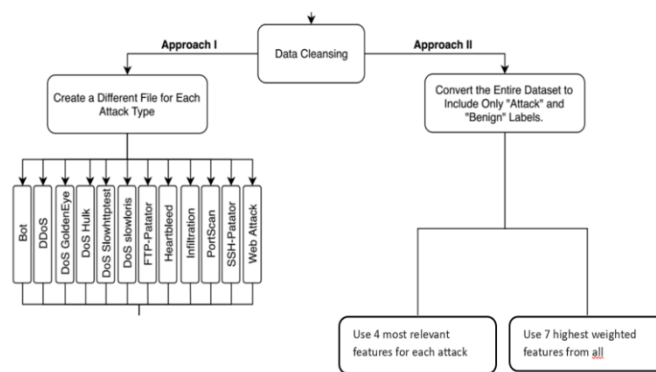 Approach I
Data Cleansing
Approach II
Create a Different File for Each
Attack Type
Convert the Entire Dataset to
Include Only "Attack" and
"Benign" Labels.
Bot
DDoS
DoS GoldenEye
DoS Hulk
DoS Slowhttptest
DoS slowloris
FTP-Patator
Heartbleed
Infiltration
PortScan
SSH-Patator
Web Attack
Use 4 most relevant
features for each attack
Use 7 highest weighted
features from all